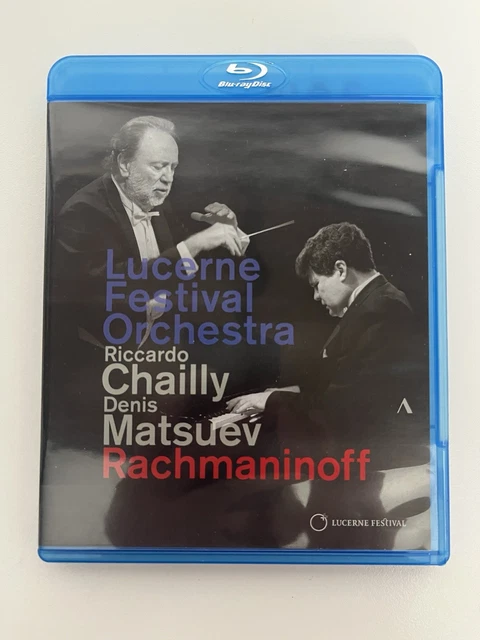 Blu-ray Disc
Lucerne
Festival
Orchestra
Riccardo
Chailly
Denis
Matsuev
Rachmaninoff
LUCERNE FESTIVAL